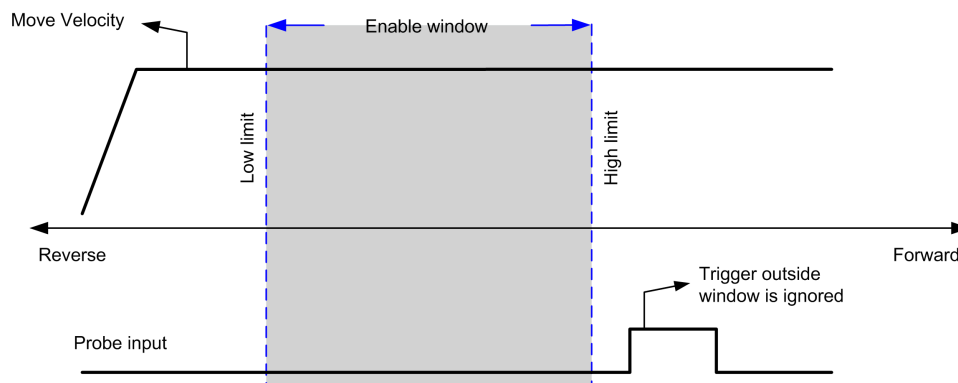 Move Velocity
Enable window
Low limit
High limit
Reverse
Forward
Trigger outside
window is ignored
Probe input